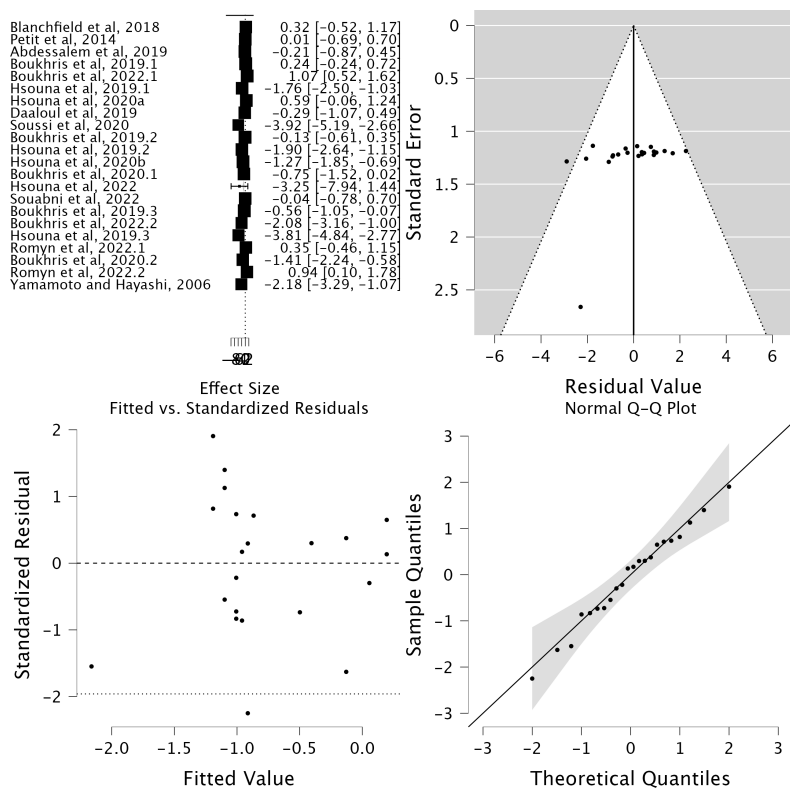 Blanchfield et al, 2018 0.32 [−0.52, 1.17]
Petit et al, 2014 0.01 [−0.69, 0.70]
Abdessalem et al, 2019 −0.21 [−0.87, 0.45]
Boukhris et al, 2019.1 0.24 [−0.24, 0.72]
Boukhris et al, 2022.1 1.07 [0.52, 1.62]
Hsouna et al, 2019.1 −1.76 [−2.50, −1.03]
Hsouna et al, 2020a 0.59 [−0.06, 1.24]
Daaloul et al, 2019 −0.29 [−1.07, 0.49]
Soussi et al, 2020 −3.92 [−5.19, −2.66]
Boukhris et al, 2019.2 −0.13 [−0.61, 0.35]
Hsouna et al, 2019.2 −1.90 [−2.64, −1.15]
Hsouna et al, 2020b −1.27 [−1.85, −0.69]
Boukhris et al, 2020.1 −0.75 [−1.52, 0.02]
Hsouna et al, 2022 −3.25 [−7.94, 1.44]
Souabni et al, 2022 −0.04 [−0.78, 0.70]
Boukhris et al, 2019.3 −0.56 [−1.05, −0.07]
Boukhris et al, 2022.2 −2.08 [−3.16, −1.00]
Hsouna et al, 2019.3 −3.81 [−4.84, −2.77]
Romyn et al, 2022.1 0.35 [−0.46, 1.15]
Boukhris et al, 2020.2 −1.41 [−2.24, −0.58]
Romyn et al, 2022.2 0.94 [0.10, 1.78]
Yamamoto and Hayashi, 2006 −2.18 [−3.29, −1.07]
Effect Size
Standard Error
0
0.5
1
1.5
2
2.5
−6 −4 −2 0 2 4 6
Residual Value
Fitted vs. Standardized Residuals
Standardized Residual
2
1
0
−1
−2
−2.0 −1.5 −1.0 −0.5 0.0
Fitted Value
Normal Q−Q Plot
Sample Quantiles
3
2
1
0
−1
−2
−3
−3 −2 −1 0 1 2 3
Theoretical Quantiles